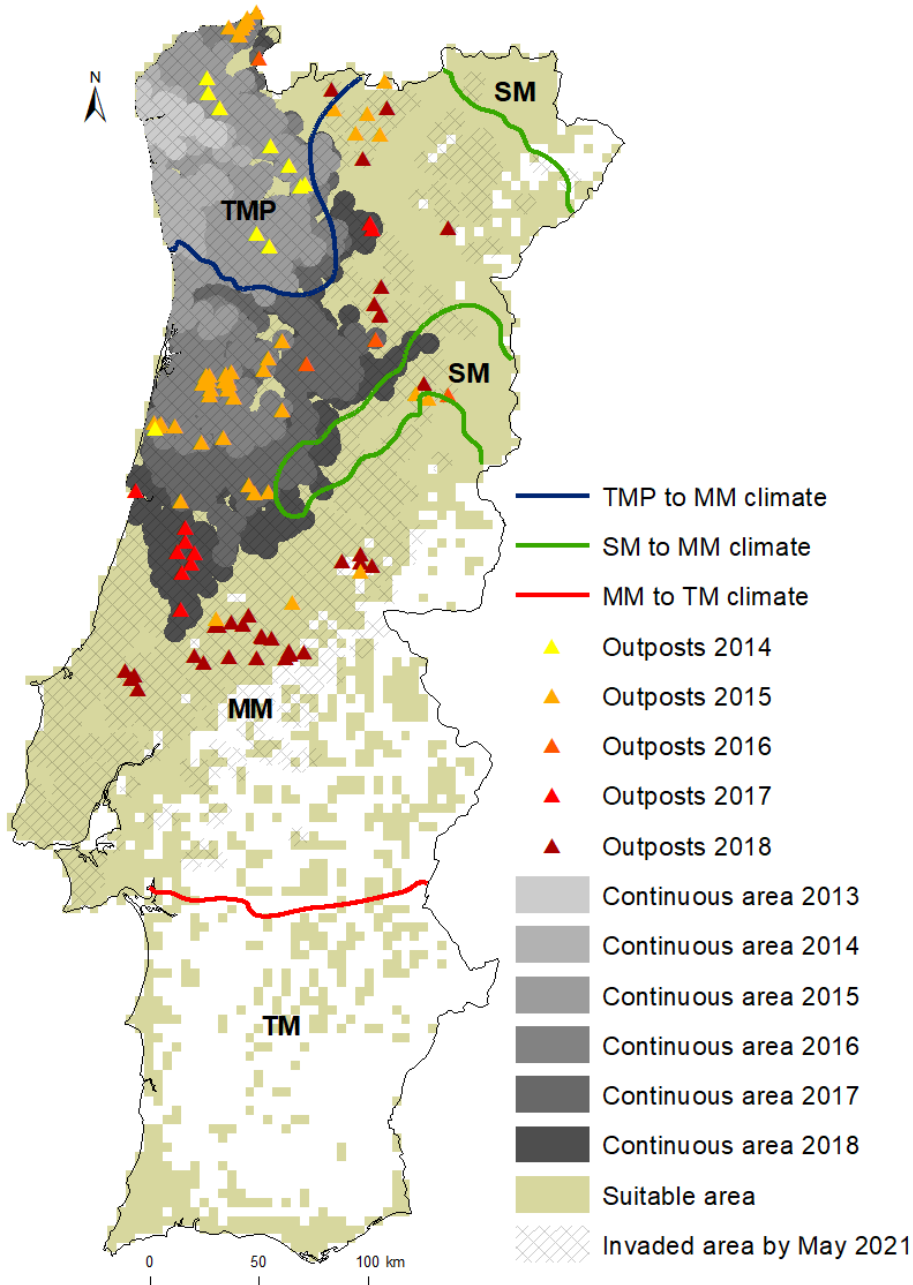 N
SM
TMP
SM
TMP to MM climate
SM to MM climate
MM to TM climate
Outposts 2014
Outposts 2015
MM
Outposts 2016
Outposts 2017
Outposts 2018
Continuous area 2013
Continuous area 2014
Continuous area 2015
TM
Continuous area 2016
Continuous area 2017
Continuous area 2018
Suitable area
Invaded area by May 2021
0 50 100 km